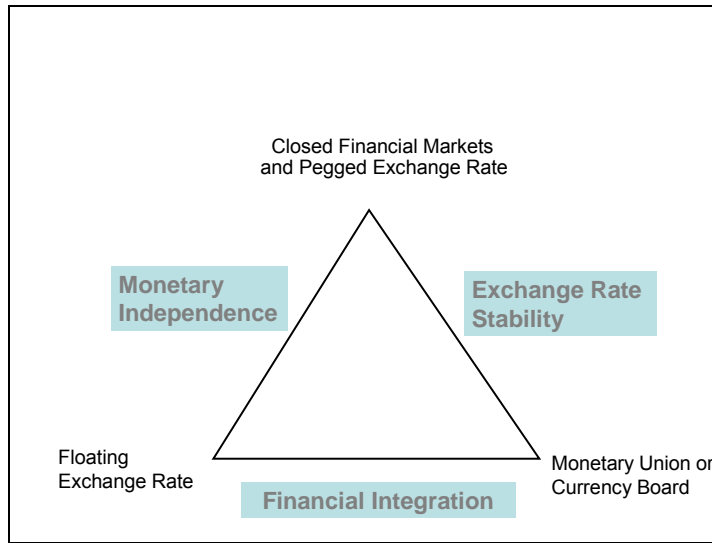 Closed Financial Markets
and Pegged Exchange Rate
Monetary
Independence
Exchange Rate
Stability
Floating
Exchange Rate
Monetary Union or
Currency Board
Financial Integration